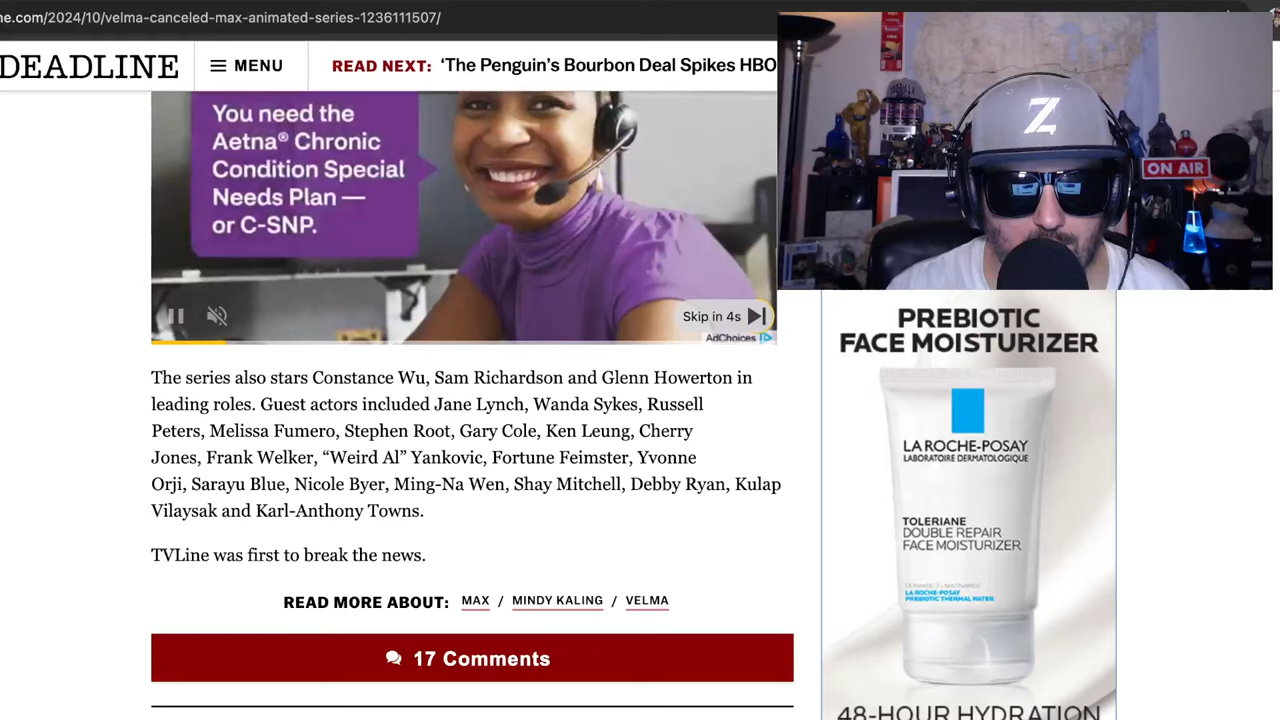 ne.com/2024/10/velma-canceled-max-animated-series-1236111507/
DEADLINE
MENU
READ NEXT: ‘The Penguin’s Bourbon Deal Spikes HBO
You need the
Aetna® Chronic
Condition Special
Needs Plan —
or C-SNP.
Skip in 4s
AdChoices
Z
ON AIR
The series also stars Constance Wu, Sam Richardson and Glenn Howerton in
leading roles. Guest actors included Jane Lynch, Wanda Sykes, Russell
Peters, Melissa Fumero, Stephen Root, Gary Cole, Ken Leung, Cherry
Jones, Frank Welker, “Weird Al” Yankovic, Fortune Feimster, Yvonne
Orji, Sarayu Blue, Nicole Byer, Ming-Na Wen, Shay Mitchell, Debby Ryan, Kulap
Vilaysak and Karl-Anthony Towns.
TVLine was first to break the news.
READ MORE ABOUT: MAX / MINDY KALING / VELMA
17 Comments
PREBIOTIC
FACE MOISTURIZER
LA ROCHE-POSAY
LABORATOIRE DERMATOLOGIQUE
TOLERIANE
DOUBLE REPAIR
FACE MOISTURIZER
LA ROCHE-POSAY
PREBIOTIC THERMAL WATER
48-HOUR HYDRATION